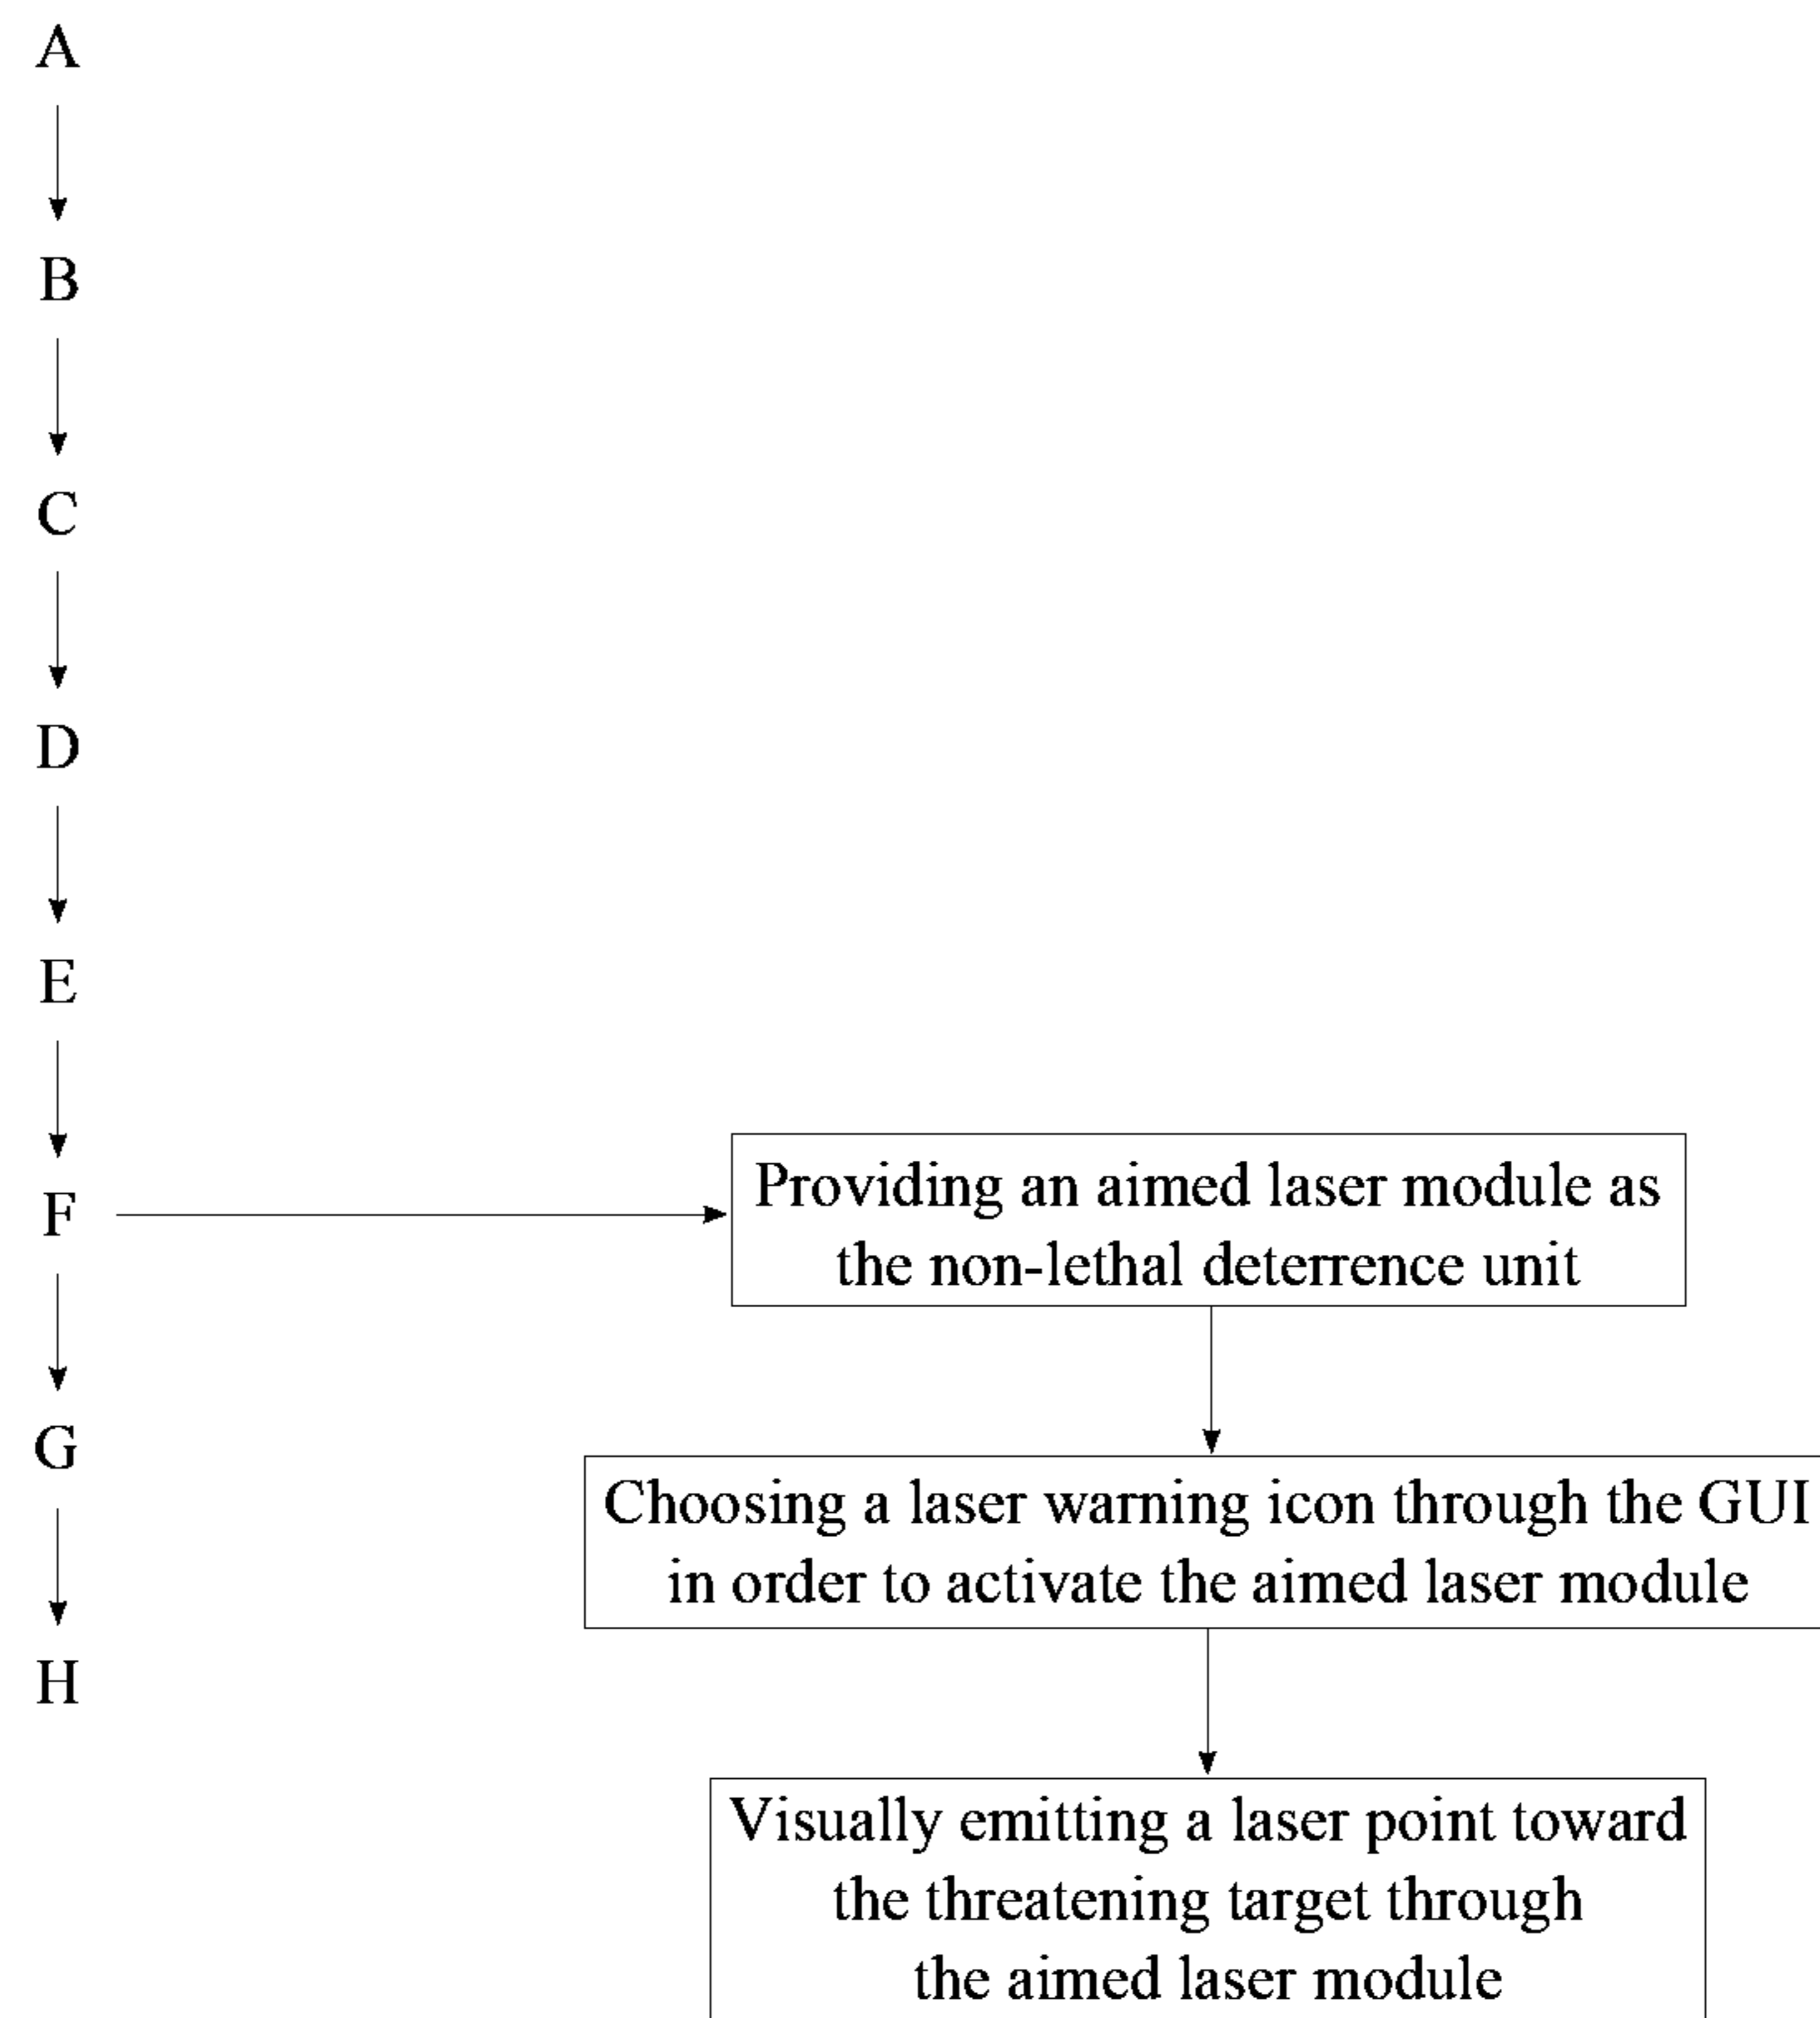 A
B
C
D
E
F
Providing an aimed laser module as
the non-lethal deterrence unit
G
Choosing a laser warning icon through the GUI
in order to activate the aimed laser module
H
Visually emitting a laser point toward
the threatening target through
the aimed laser module